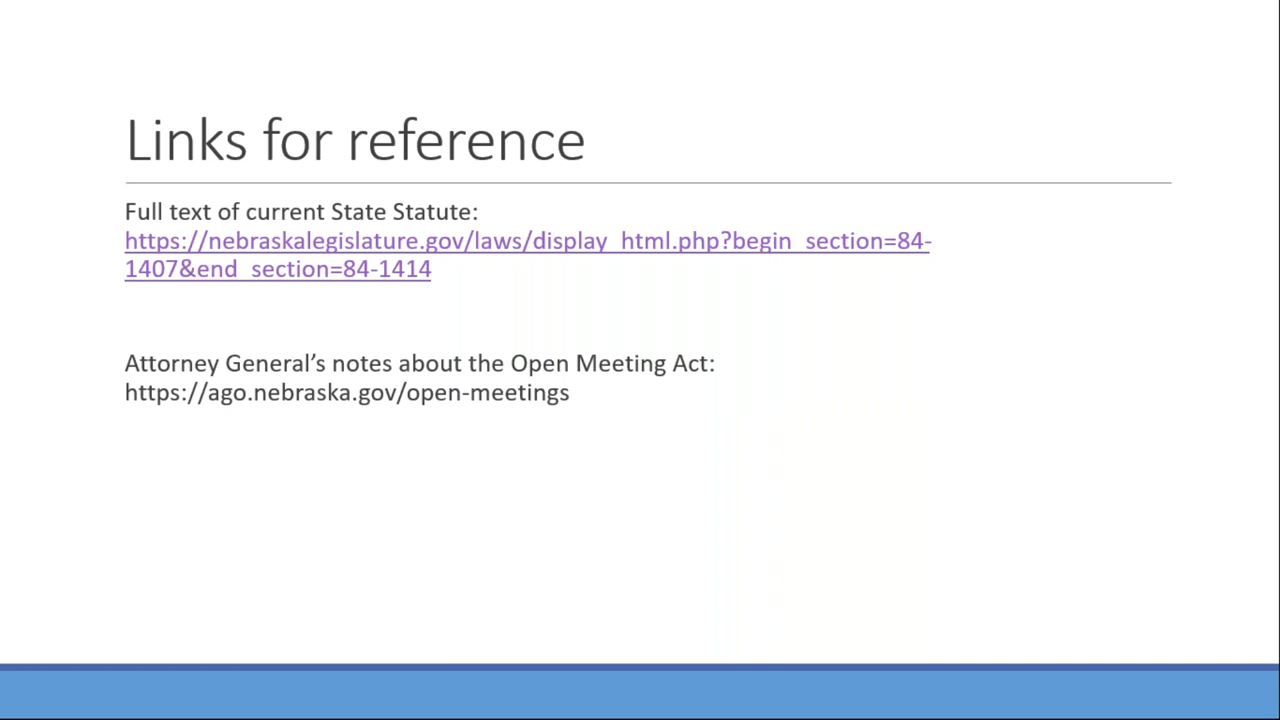 Links for reference
Full text of current State Statute:
https://nebraskalegislature.gov/laws/display_html.php?begin_section=84-
1407&end_section=84-1414
Attorney General’s notes about the Open Meeting Act:
https://ago.nebraska.gov/open-meetings